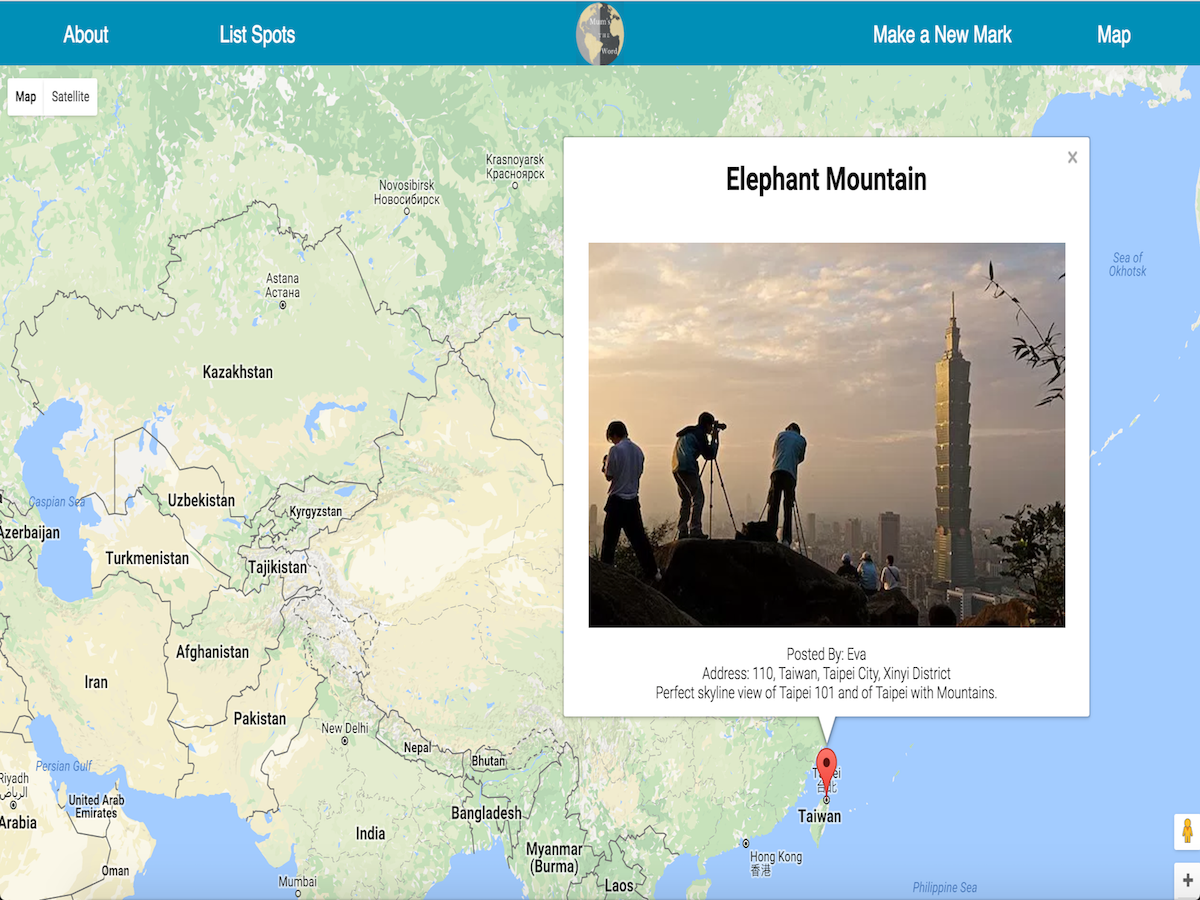 About
List Spots
Mum's
THE
Word
Make a New Mark
Map
Map
Satellite
Elephant Mountain
x
Posted By: Eva
Address: 110, Taiwan, Taipei City, Xinyi District
Perfect skyline view of Taipei 101 and of Taipei with Mountains.
Krasnoyarsk
Красноярск
Novosibirsk
Новосибирск
Sea of
Okhotsk
Astana
Астана
Kazakhstan
Caspian Sea
Uzbekistan
Kyrgyzstan
Azerbaijan
Turkmenistan
Tajikistan
Afghanistan
Iran
Pakistan
New Delhi
Nepal
Bhutan
Persian Gulf
Riyadh
الرياض
United Arab
Emirates
Arabia
Bangladesh
India
Taiwan
Myanmar
(Burma)
Hong Kong
香港
Oman
Mumbai
Laos
Philippine Sea
+